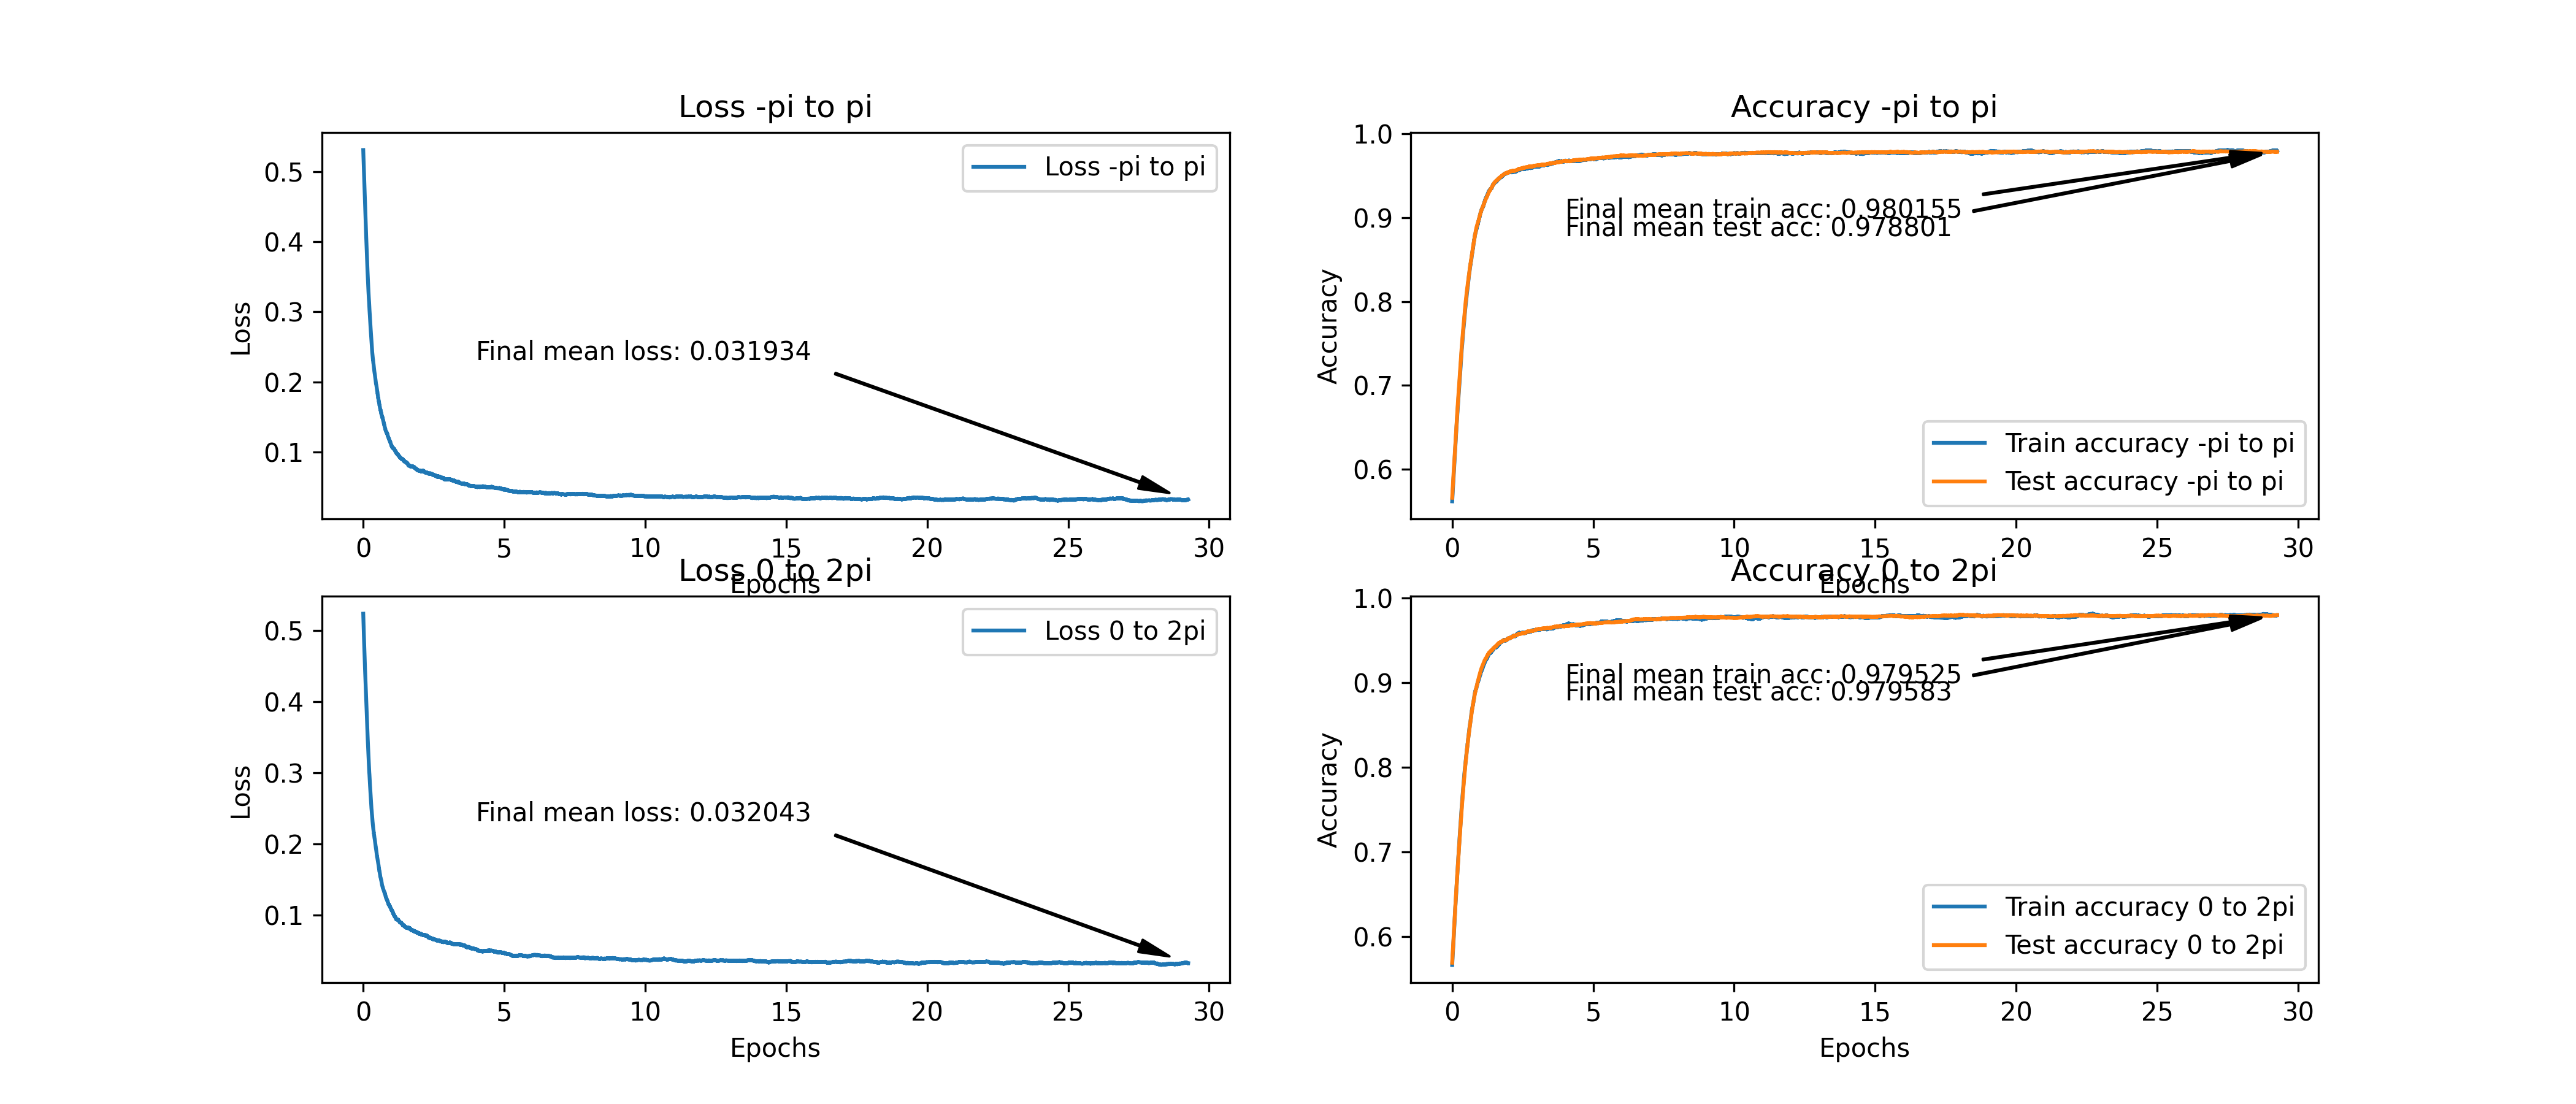 Loss -pi to pi
Loss
0.5
0.4
0.3
0.2
0.1
Loss -pi to pi
Final mean loss: 0.031934
0 5 10 15 20 25 30
Epochs
Accuracy -pi to pi
Accuracy
1.0
0.9
0.8
0.7
0.6
Final mean train acc: 0.980155
Final mean test acc: 0.978801
Train accuracy -pi to pi
Test accuracy -pi to pi
0 5 10 15 20 25 30
Epochs
Loss 0 to 2pi
Loss
0.5
0.4
0.3
0.2
0.1
Loss 0 to 2pi
Final mean loss: 0.032043
0 5 10 15 20 25 30
Epochs
Accuracy 0 to 2pi
Accuracy
1.0
0.9
0.8
0.7
0.6
Final mean train acc: 0.979525
Final mean test acc: 0.979583
Train accuracy 0 to 2pi
Test accuracy 0 to 2pi
0 5 10 15 20 25 30
Epochs